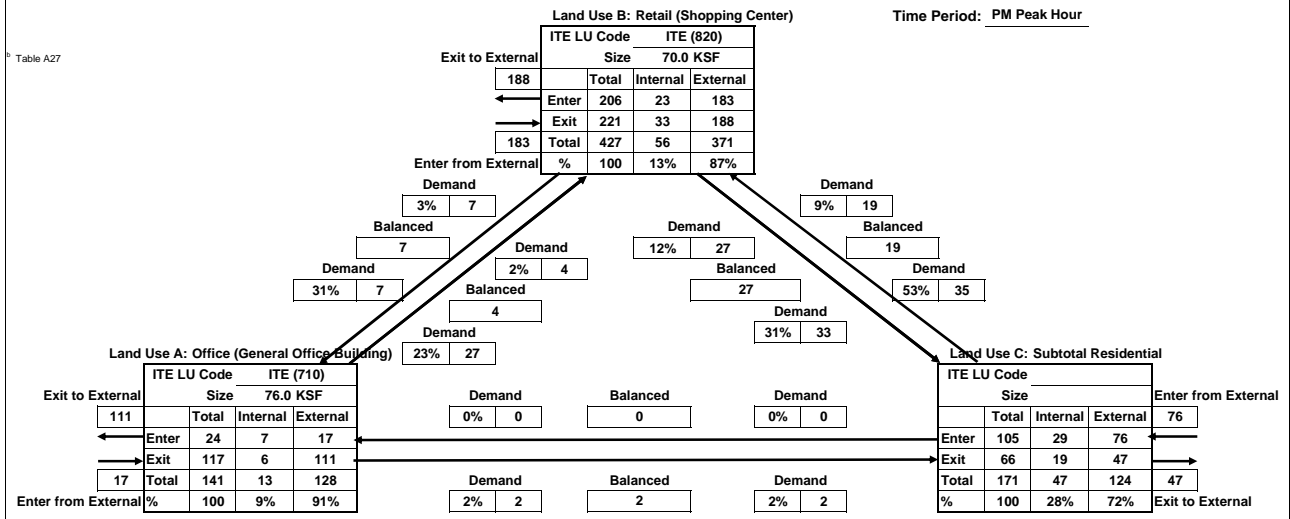 Land Use B: Retail (Shopping Center)
Time Period: PM Peak Hour
ITE LU Code ITE (820)
b Table A27
Exit to External Size 70.0 KSF
188 Total Internal External
Enter 206 23 183
Exit 221 33 188
183 Total 427 56 371
Enter from External % 100 13% 87%
Demand
3% 7
Balanced
7
Demand
31% 7
Demand
2% 4
Balanced
4
Demand
23% 27
Demand
12% 27
Balanced
27
Demand
31% 33
Demand
9% 19
Balanced
19
Demand
53% 35
Land Use A: Office (General Office Building)
ITE LU Code ITE (710)
Exit to External Size 76.0 KSF
111 Total Internal External
Enter 24 7 17
Exit 117 6 111
17 Total 141 13 128
Enter from External % 100 9% 91%
Demand Balanced Demand
0% 0 0 0% 0
Demand Balanced Demand
2% 2 2 2% 2
Land Use C: Subtotal Residential
ITE LU Code
Size Enter from External
Total Internal External 76
Enter 105 29 76
Exit 66 19 47
Total 171 47 124 47
% 100 28% 72% Exit to External